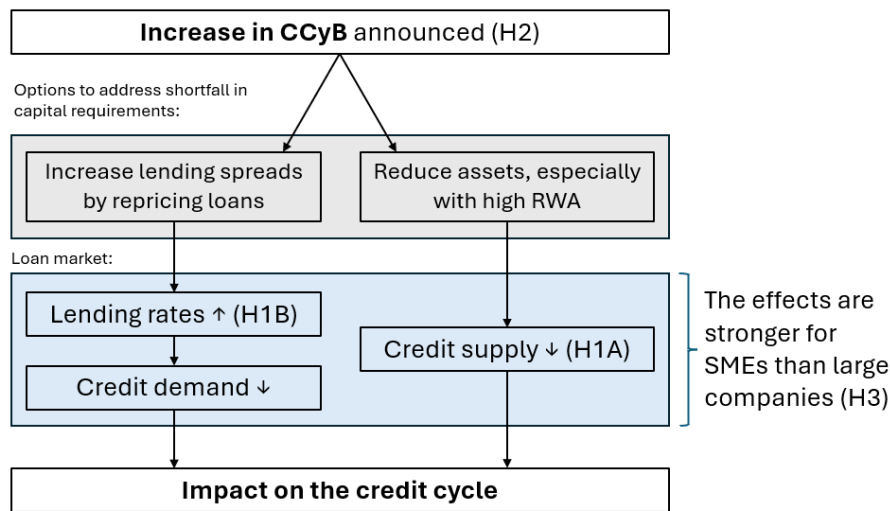 Increase in CCyB announced (H2)
Options to address shortfall in
capital requirements:
Increase lending spreads
by repricing loans
Reduce assets, especially
with high RWA
Loan market:
Lending rates ↑ (H1B)
Credit demand ↓
Credit supply ↓ (H1A)
The effects are
stronger for
SMEs than large
companies (H3)
Impact on the credit cycle